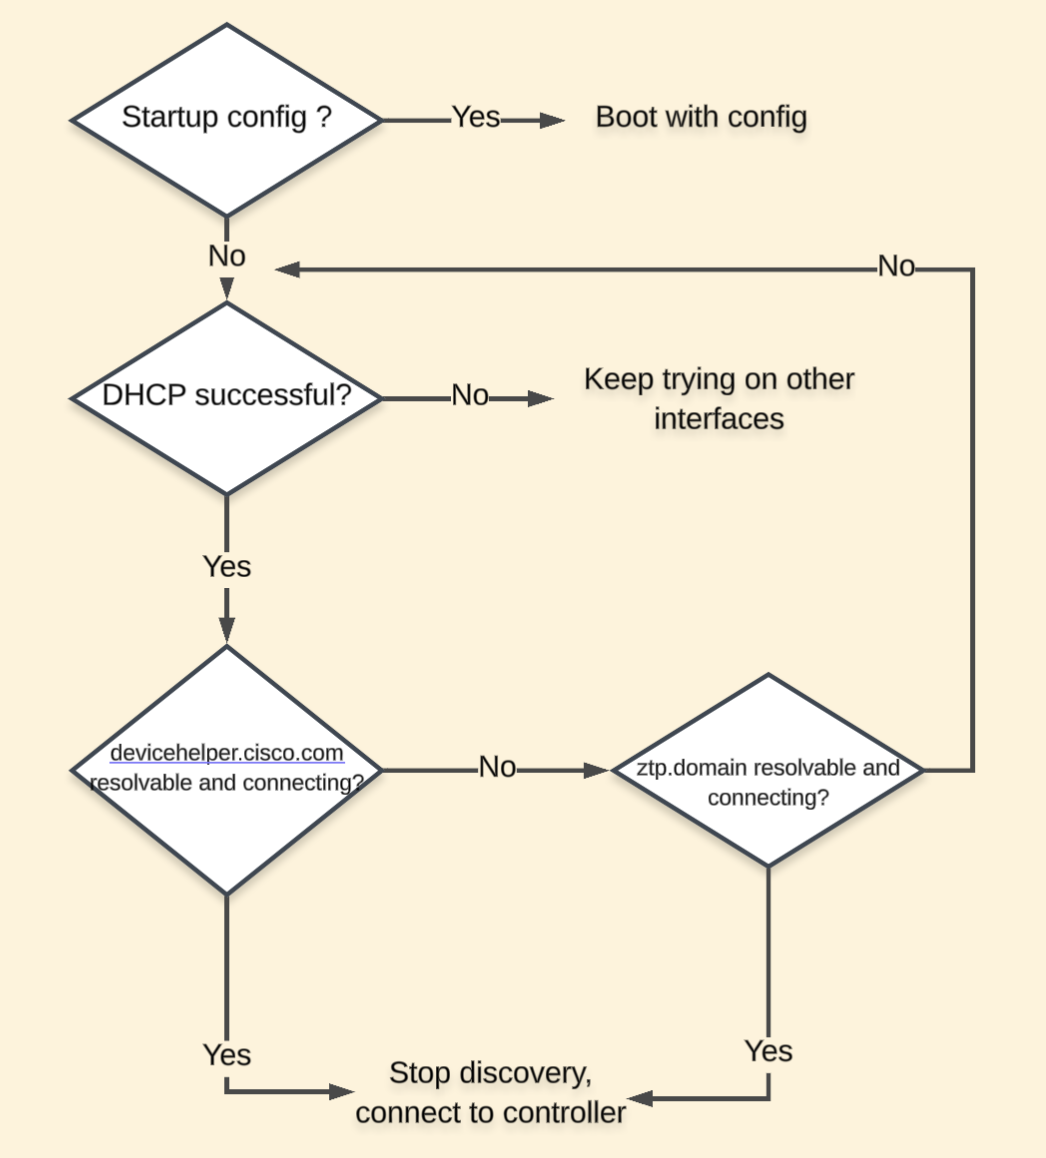 Startup config ?
Yes
Boot with config
No
No
DHCP successful?
No
Keep trying on other
interfaces
Yes
devicehelper.cisco.com
resolvable and connecting?
No
ztp.domain resolvable and
connecting?
Yes
Yes
Stop discovery,
connect to controller